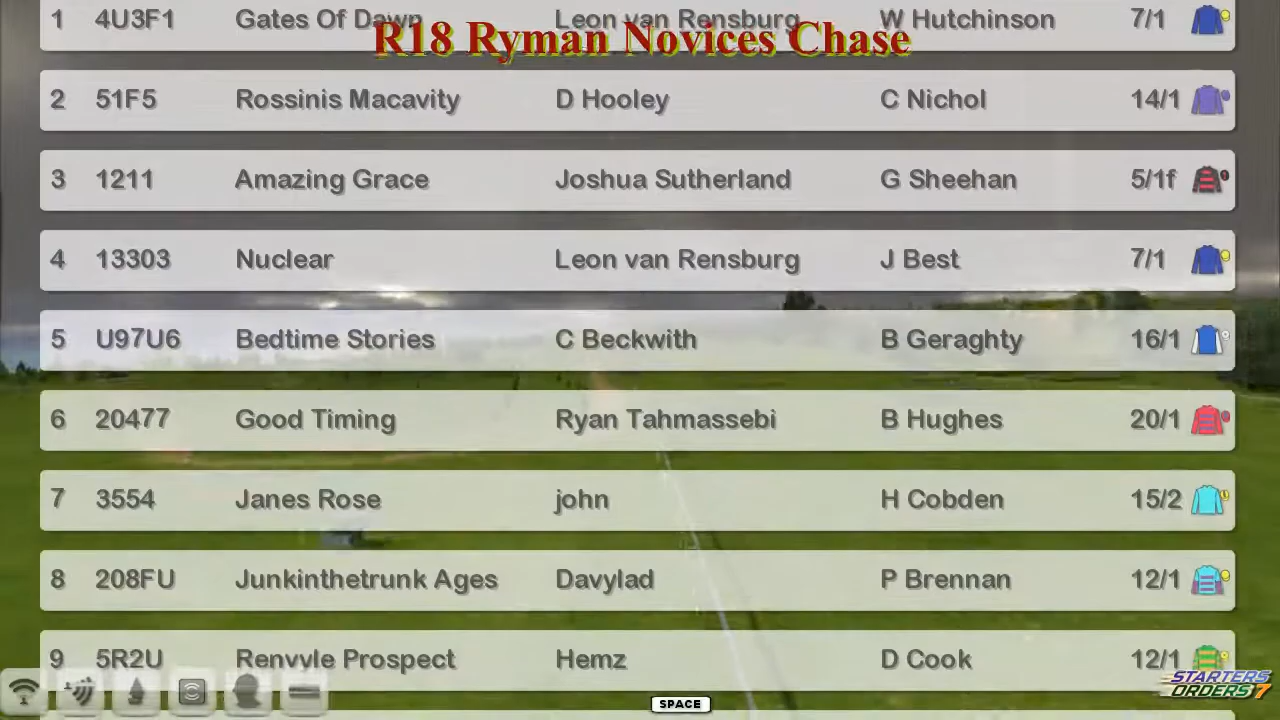 1 4U3F1 Gates Of Dawn Leon van Rensburg W Hutchinson 7/1
R18 Ryman Novices Chase
2 51F5 Rossinis Macavity D Hooley C Nichol 14/1
3 1211 Amazing Grace Joshua Sutherland G Sheehan 5/1f
4 13303 Nuclear Leon van Rensburg J Best 7/1
5 U97U6 Bedtime Stories C Beckwith B Geraghty 16/1
6 20477 Good Timing Ryan Tahmassebi B Hughes 20/1
7 3554 Janes Rose john H Cobden 15/2
8 208FU Junkinthetrunk Ages Davylad P Brennan 12/1
9 5R2U Renvvle Prospect Hemz D Cook 12/1
STARTERS
ORDERS 7
SPACE